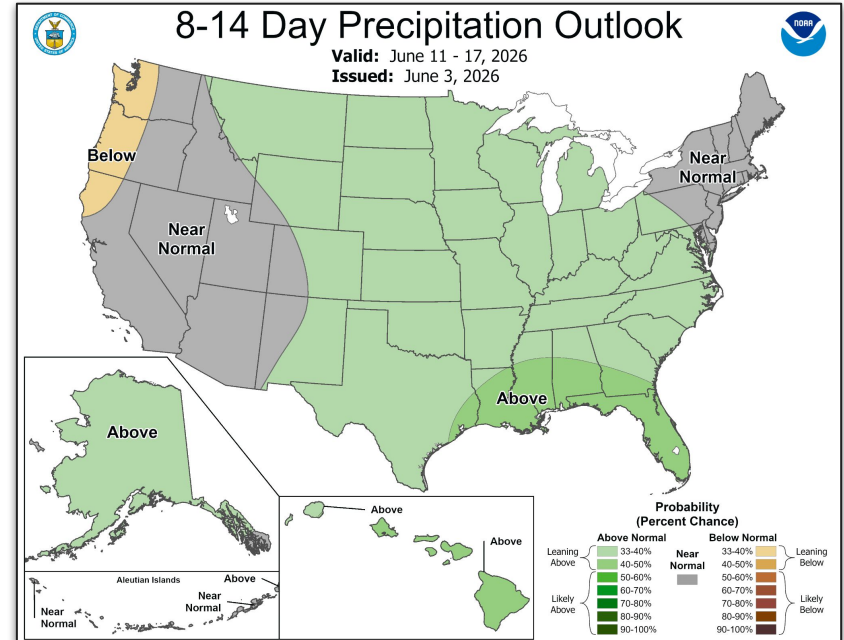 8-14 Day Precipitation Outlook
Valid: June 11 - 17, 2026
Issued: June 3, 2026
NOAA
Below
Near
Normal
Near
Normal
Above
Above
Above
Above
Aleutian Islands
Above
Near
Normal
Near
Normal
Probability
(Percent Chance)
Above Normal
Below Normal
Near
Normal
Leaning
Above
Likely
Above
33-40%
40-50%
50-60%
60-70%
70-80%
80-90%
90-100%
33-40%
40-50%
50-60%
60-70%
70-80%
80-90%
90-100%
Leaning
Below
Likely
Below